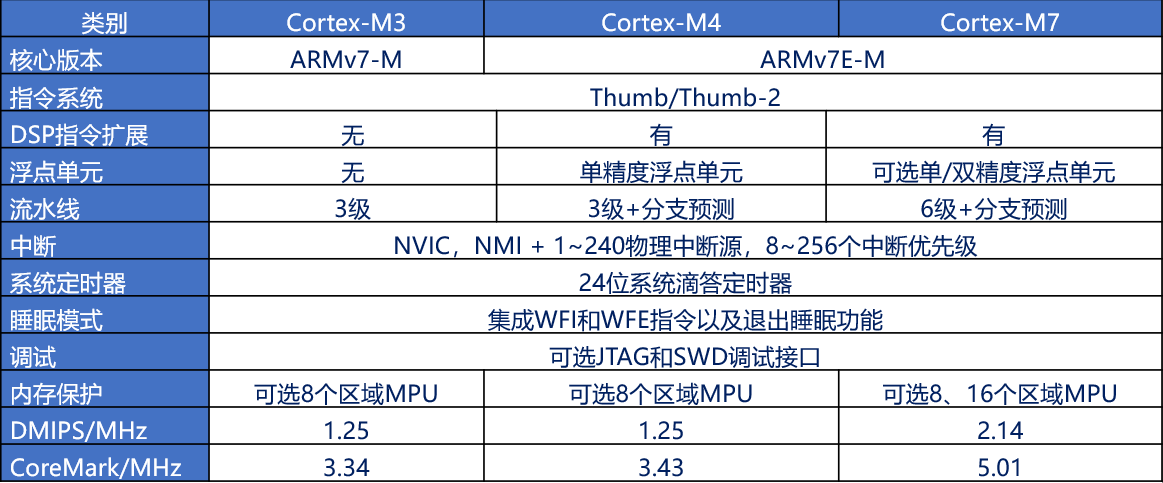 类别 Cortex-M3 Cortex-M4 Cortex-M7
核心版本 ARMv7-M ARMv7E-M
指令系统 Thumb/Thumb-2
DSP指令扩展 无 有 有
浮点单元 无 单精度浮点单元 可选单/双精度浮点单元
流水线 3级 3级+分支预测 6级+分支预测
中断 NVIC，NMI + 1~240物理中断源，8~256个中断优先级
系统定时器 24位系统滴答定时器
睡眠模式 集成WFI和WFE指令以及退出睡眠功能
调试 可选JTAG和SWD调试接口
内存保护 可选8个区域MPU 可选8个区域MPU 可选8、16个区域MPU
DMIPS/MHz 1.25 1.25 2.14
CoreMark/MHz 3.34 3.43 5.01